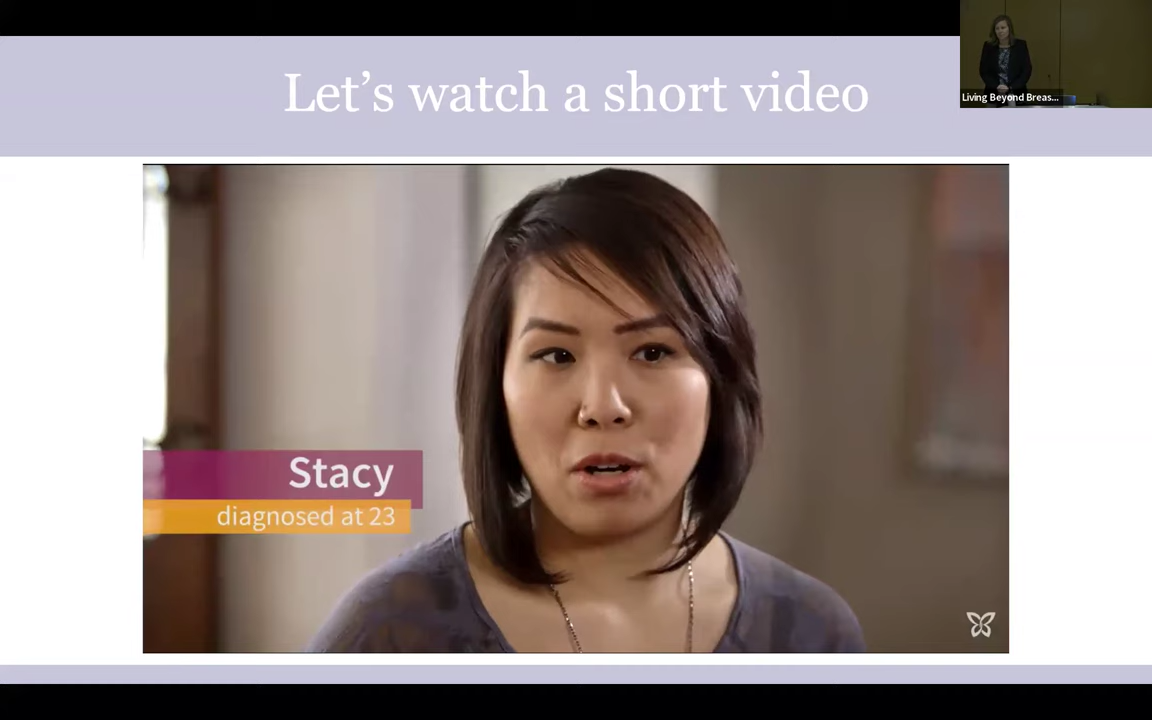 Let's watch a short video
Living Beyond Breas...
Stacy
diagnosed at 23